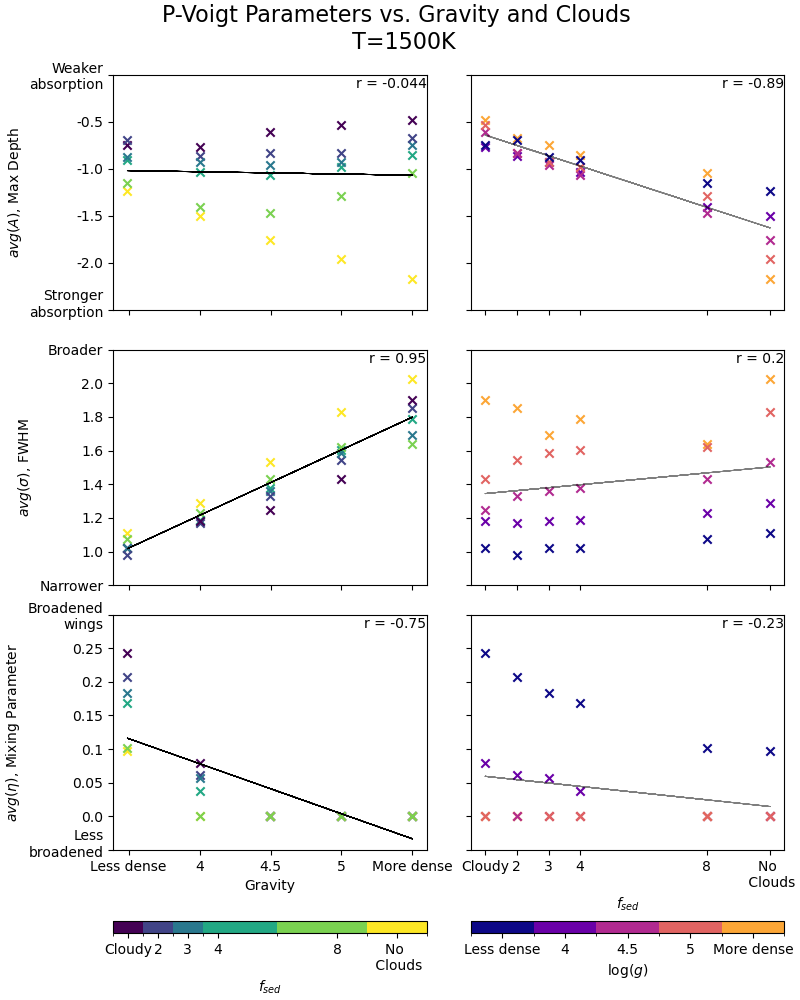 P-Voigt Parameters vs. Gravity and Clouds
T=1500K
Weaker
absorption
-0.5
-1.0
-1.5
-2.0
Stronger
absorption
avg(A), Max Depth
r = -0.044
r = -0.89
Broader
2.0
1.8
1.6
1.4
1.2
1.0
Narrower
avg(σ), FWHM
r = 0.95
r = 0.2
Broadened
wings
0.25
0.2
0.15
0.1
0.05
0.0
Less
broadened
avg(η), Mixing Parameter
r = -0.75
r = -0.23
Less dense 4 4.5 5 More dense
Gravity
Cloudy 2 3 4 8 No
Clouds
f_sed
Cloudy 2 3 4 8 No
Clouds
f_sed
Less dense 4 4.5 5 More dense
log(g)